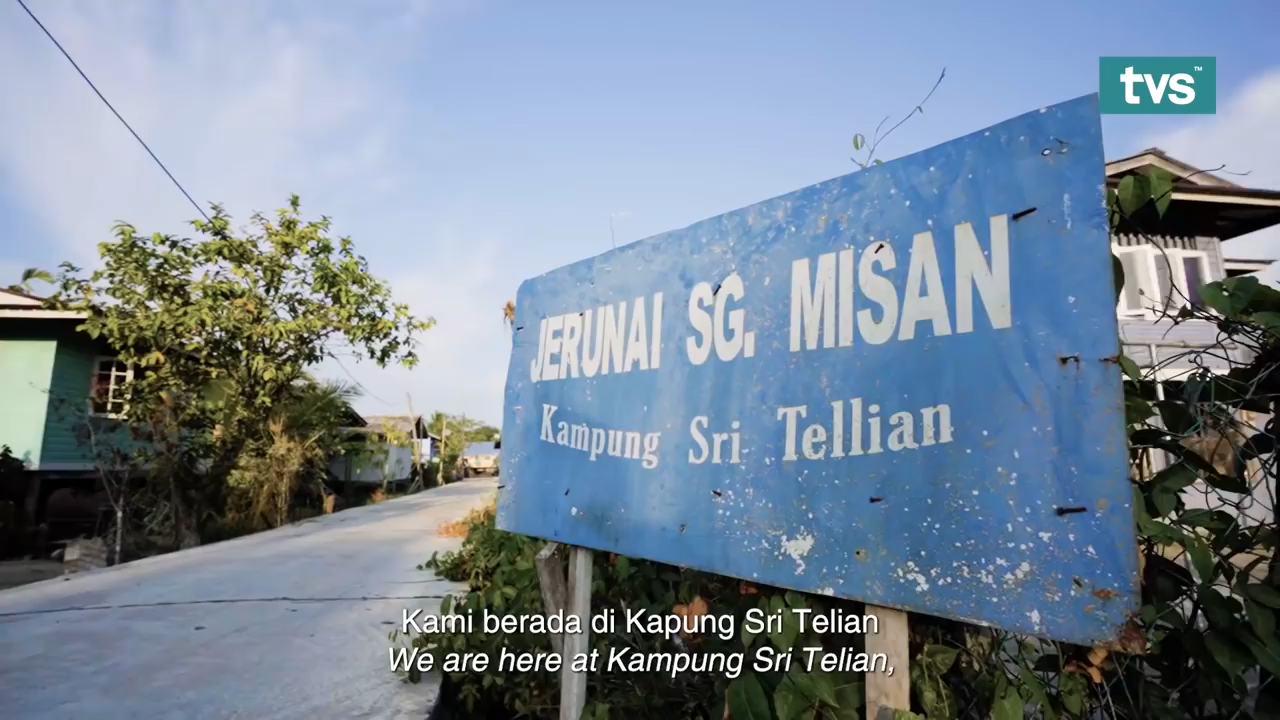 tvs™
JERUNAI SG. MISAN
Kampung Sri Tellian
Kami berada di Kapung Sri Telian
We are here at Kampung Sri Telian,